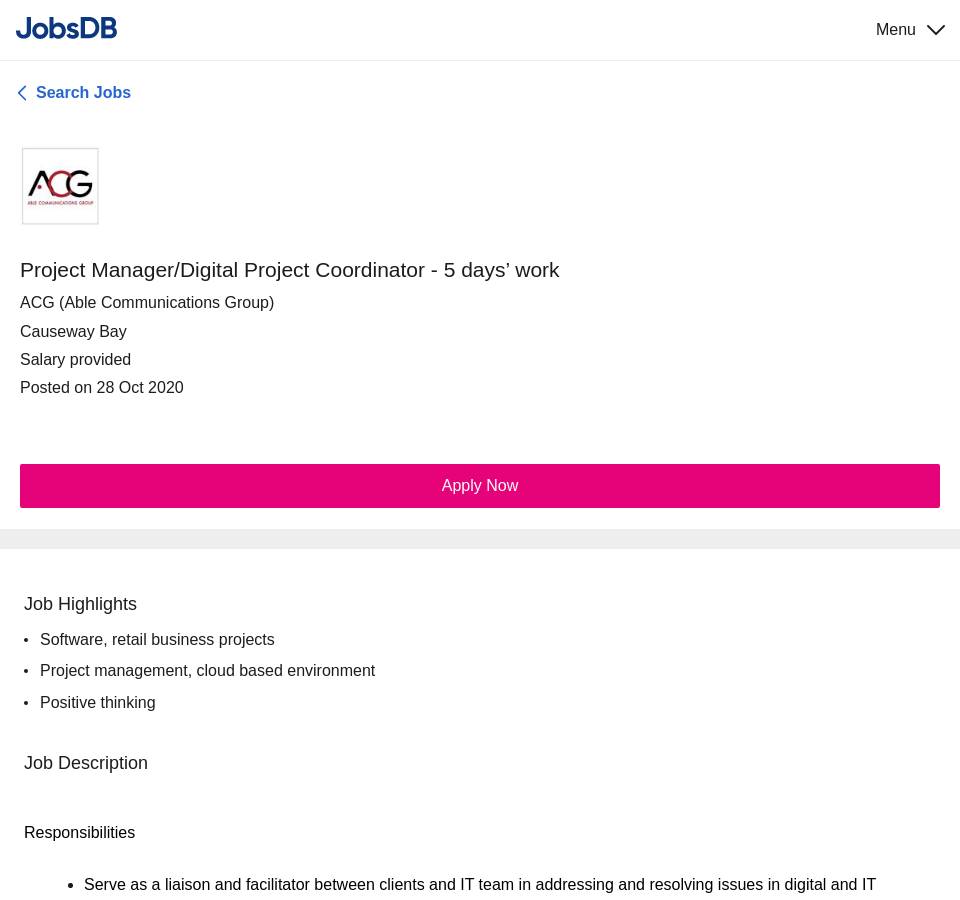 JobsDB
Menu
Search Jobs
ACG
ABLE COMMUNICATIONS GROUP
Project Manager/Digital Project Coordinator - 5 days’ work
ACG (Able Communications Group)
Causeway Bay
Salary provided
Posted on 28 Oct 2020
Apply Now
Job Highlights
• Software, retail business projects
• Project management, cloud based environment
• Positive thinking
Job Description
Responsibilities
• Serve as a liaison and facilitator between clients and IT team in addressing and resolving issues in digital and IT